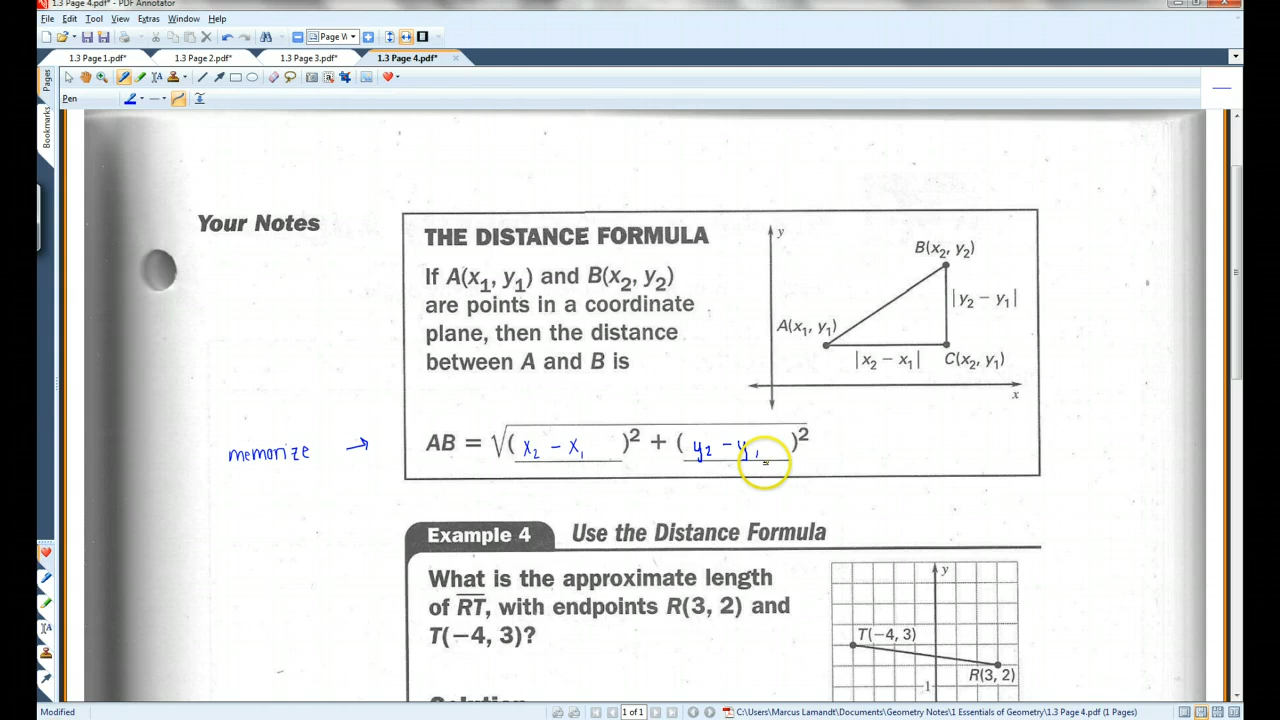 1.3 Page 4.pdf* - PDF Annotator
File Edit Tool View Extras Window Help
Page W
1.3 Page 1.pdf* 1.3 Page 2.pdf* 1.3 Page 3.pdf* 1.3 Page 4.pdf*
Pen
Pages
Bookmarks
Your Notes
THE DISTANCE FORMULA
If A(x₁, y₁) and B(x₂, y₂)
are points in a coordinate
plane, then the distance
between A and B is
y
B(x₂, y₂)
|y₂ − y₁|
A(x₁, y₁)
|x₂ − x₁| C(x₂, y₁)
x
memorize → AB = √(x₂ − x₁)² + (y₂ − y₁)²
Example 4 Use the Distance Formula
What is the approximate length
of R̅T̅, with endpoints R(3, 2) and
T(−4, 3)?
y
T(−4, 3)
R(3, 2)
1
Solution
Modified 1 of 1 C:\Users\Marcus Lamandt\Documents\Geometry Notes\1 Essentials of Geometry\1.3 Page 4.pdf (1 Pages)